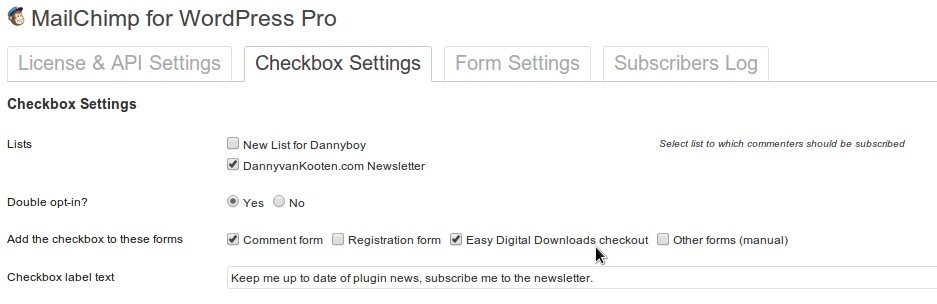 MailChimp for WordPress Pro
License & API Settings Checkbox Settings Form Settings Subscribers Log
Checkbox Settings
Lists New List for Dannyboy Select list to which commenters should be subscribed
DannyvanKooten.com Newsletter
Double opt-in? Yes No
Add the checkbox to these forms Comment form Registration form Easy Digital Downloads checkout Other forms (manual)
Checkbox label text Keep me up to date of plugin news, subscribe me to the newsletter.